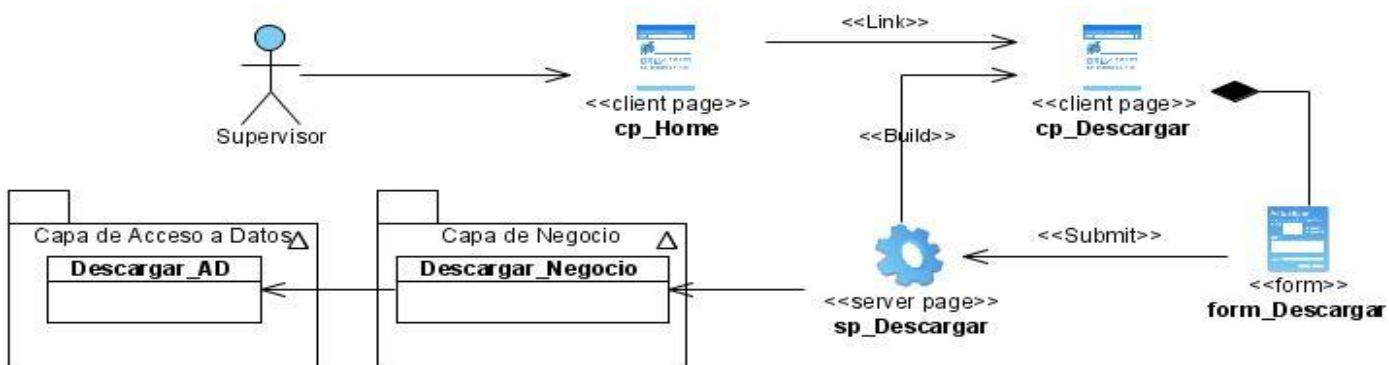 <<Link>>
<<client page>>
cp_Home
<<client page>>
cp_Descargar
Supervisor
<<Build>>
Capa de Acceso a Datos
Descargar_AD
Capa de Negocio
Descargar_Negocio
<<Submit>>
<<server page>>
sp_Descargar
<<form>>
form_Descargar